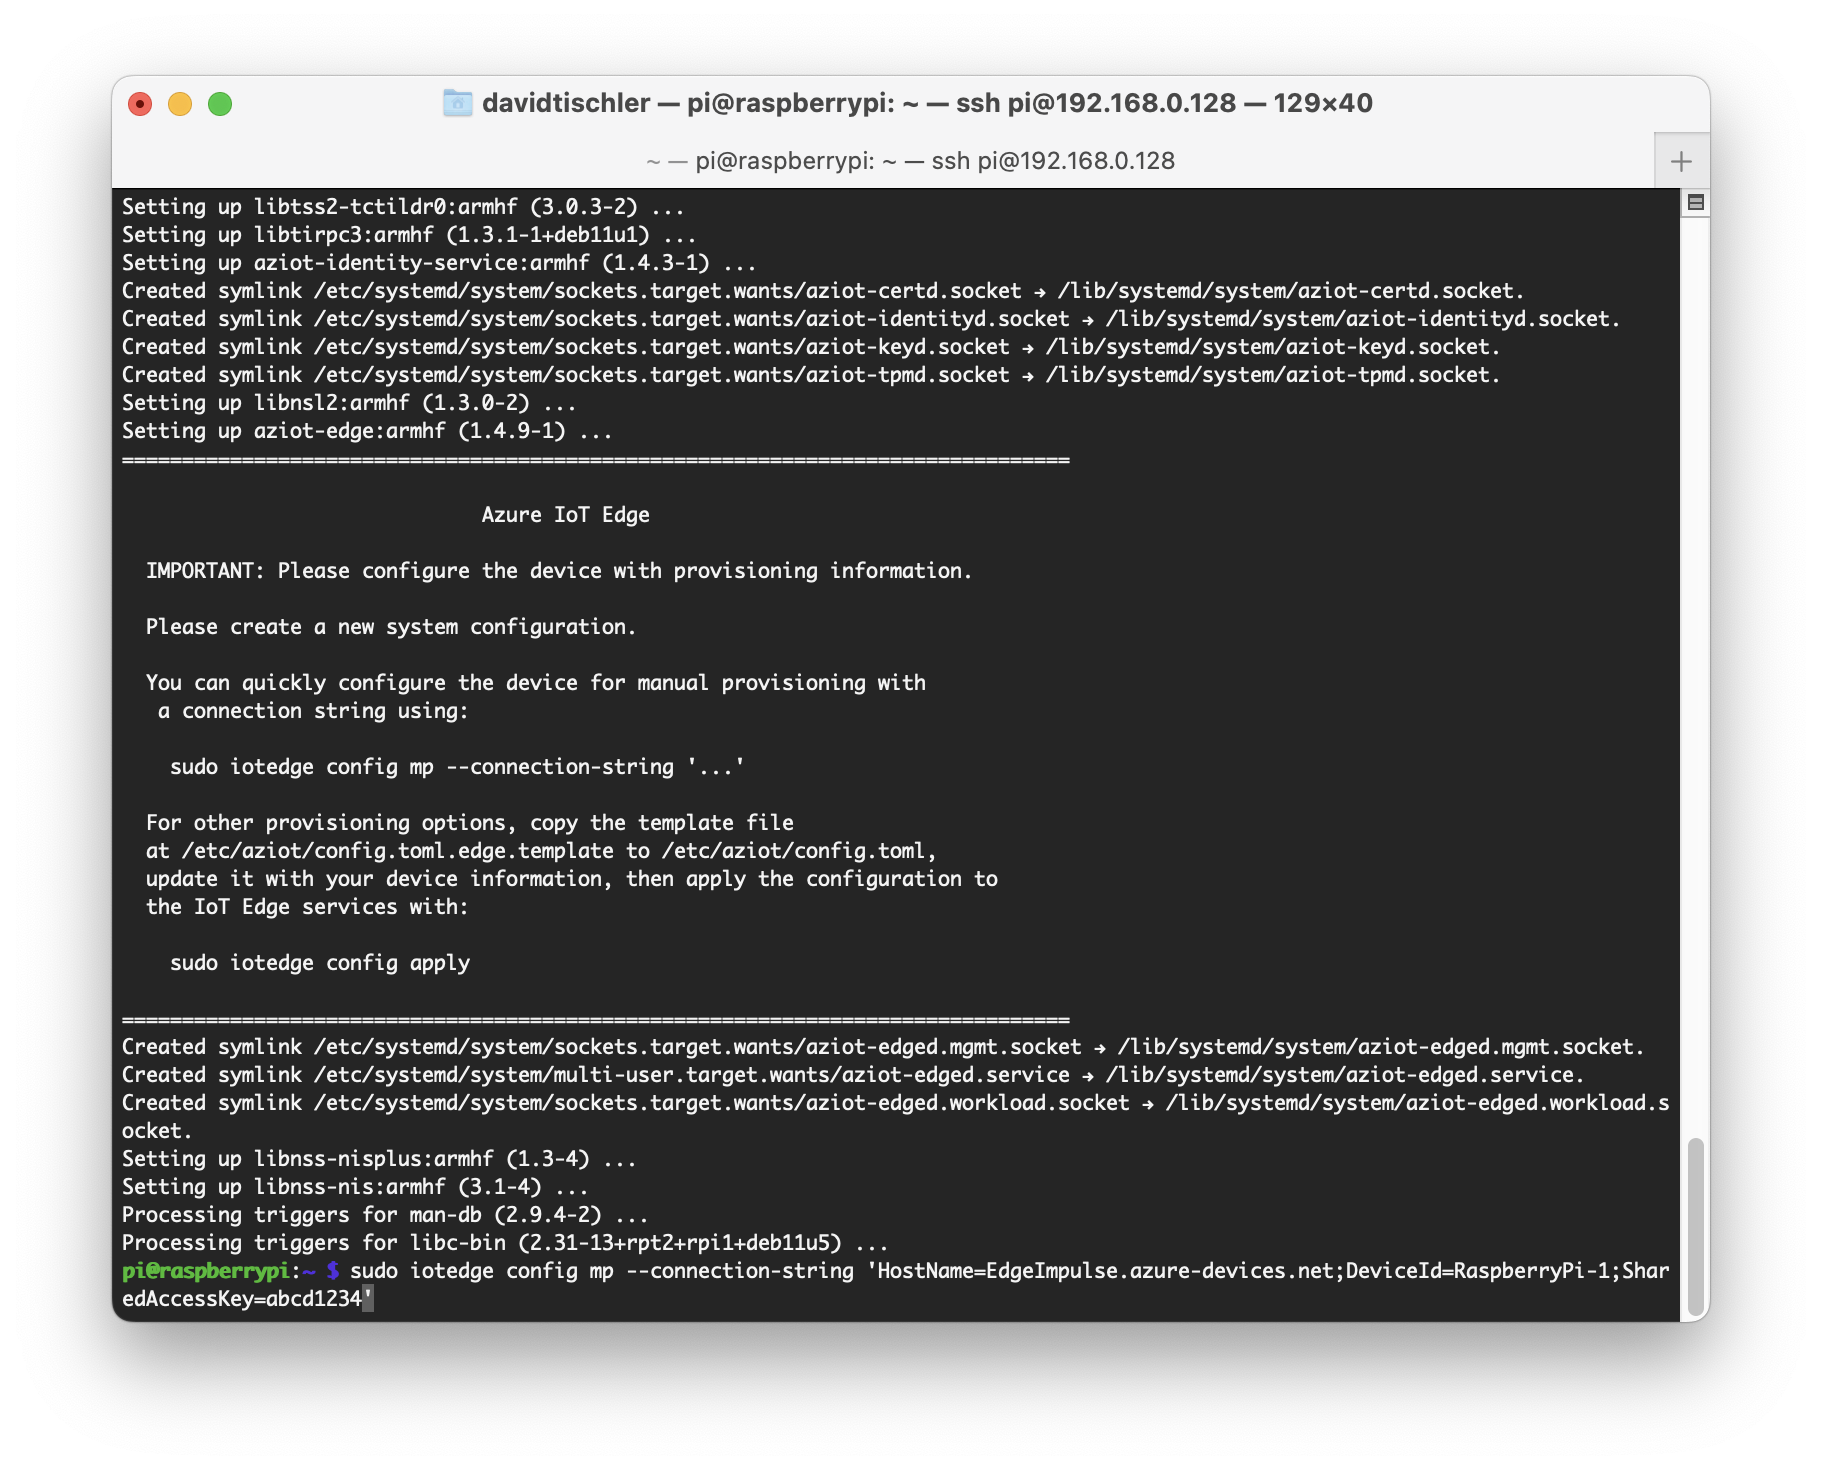 davidtischler — pi@raspberrypi: ~ — ssh pi@192.168.0.128 — 129×40
~ — pi@raspberrypi: ~ — ssh pi@192.168.0.128
Setting up libtss2-tctildr0:armhf (3.0.3-2) ...
Setting up libtirpc3:armhf (1.3.1-1+deb11u1) ...
Setting up aziot-identity-service:armhf (1.4.3-1) ...
Created symlink /etc/systemd/system/sockets.target.wants/aziot-certd.socket → /lib/systemd/system/aziot-certd.socket.
Created symlink /etc/systemd/system/sockets.target.wants/aziot-identityd.socket → /lib/systemd/system/aziot-identityd.socket.
Created symlink /etc/systemd/system/sockets.target.wants/aziot-keyd.socket → /lib/systemd/system/aziot-keyd.socket.
Created symlink /etc/systemd/system/sockets.target.wants/aziot-tpmd.socket → /lib/systemd/system/aziot-tpmd.socket.
Setting up libnsl2:armhf (1.3.0-2) ...
Setting up aziot-edge:armhf (1.4.9-1) ...
===============================================================================
Azure IoT Edge
IMPORTANT: Please configure the device with provisioning information.
Please create a new system configuration.
You can quickly configure the device for manual provisioning with
a connection string using:
sudo iotedge config mp --connection-string '...'
For other provisioning options, copy the template file
at /etc/aziot/config.toml.edge.template to /etc/aziot/config.toml,
update it with your device information, then apply the configuration to
the IoT Edge services with:
sudo iotedge config apply
===============================================================================
Created symlink /etc/systemd/system/sockets.target.wants/aziot-edged.mgmt.socket → /lib/systemd/system/aziot-edged.mgmt.socket.
Created symlink /etc/systemd/system/multi-user.target.wants/aziot-edged.service → /lib/systemd/system/aziot-edged.service.
Created symlink /etc/systemd/system/sockets.target.wants/aziot-edged.workload.socket → /lib/systemd/system/aziot-edged.workload.s
ocket.
Setting up libnss-nisplus:armhf (1.3-4) ...
Setting up libnss-nis:armhf (3.1-4) ...
Processing triggers for man-db (2.9.4-2) ...
Processing triggers for libc-bin (2.31-13+rpt2+rpi1+deb11u5) ...
pi@raspberrypi:~ $ sudo iotedge config mp --connection-string 'HostName=EdgeImpulse.azure-devices.net;DeviceId=RaspberryPi-1;Shar
edAccessKey=abcd1234'